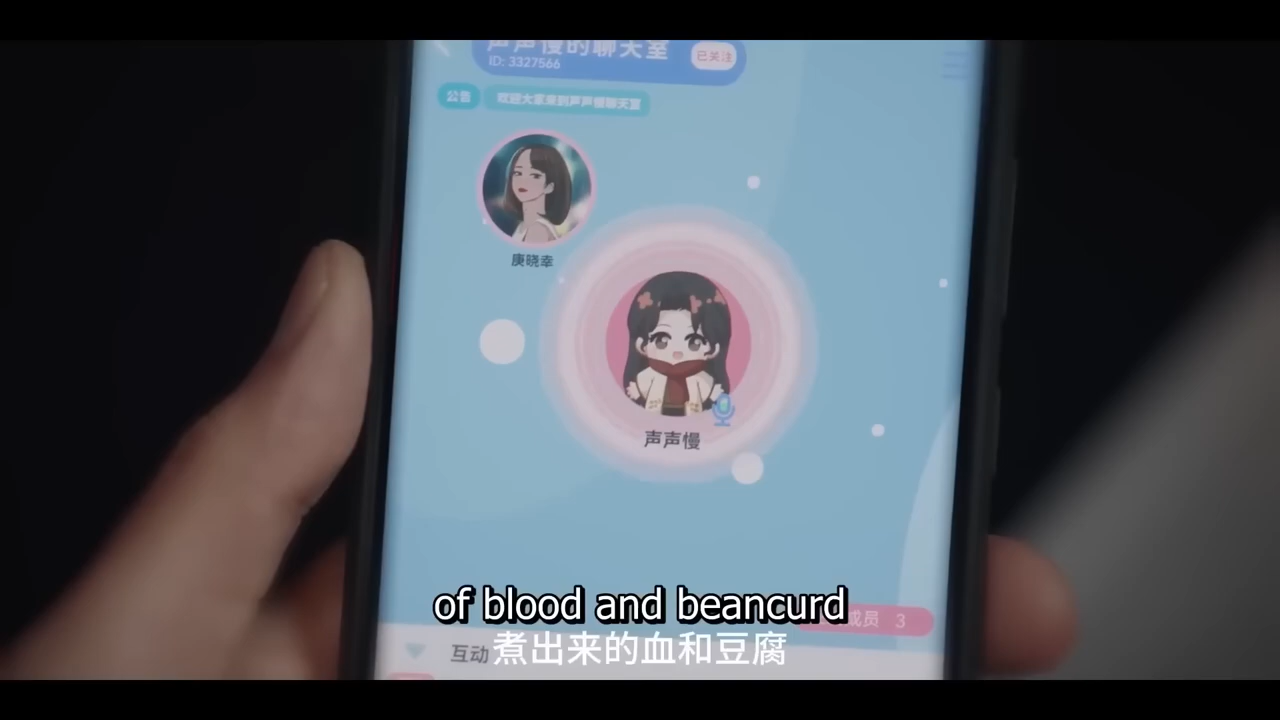 声声慢的聊天室
已关注
ID: 3327566
公告
欢迎大家来到声声慢聊天室
庚晓幸
声声慢
of blood and beancurd
成员 3
互动
煮出来的血和豆腐